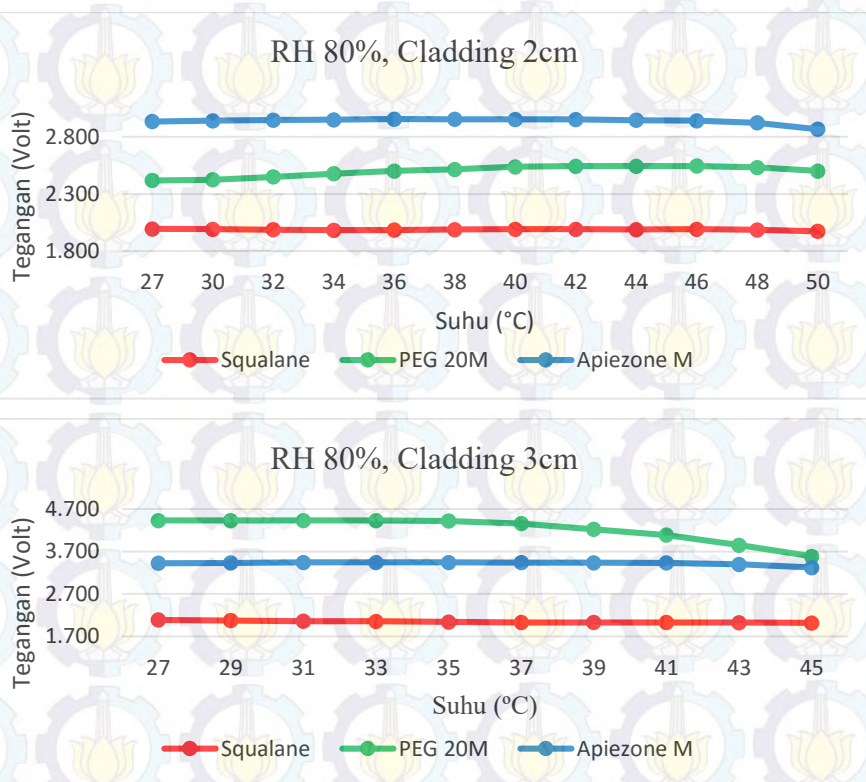 RH 80%, Cladding 2cm
Tegangan (Volt)
2.800
2.300
1.800
27 30 32 34 36 38 40 42 44 46 48 50
Suhu (°C)
Squalane PEG 20M Apiezone M
RH 80%, Cladding 3cm
Tegangan (Volt)
4.700
3.700
2.700
1.700
27 29 31 33 35 37 39 41 43 45
Suhu (ºC)
Squalane PEG 20M Apiezone M